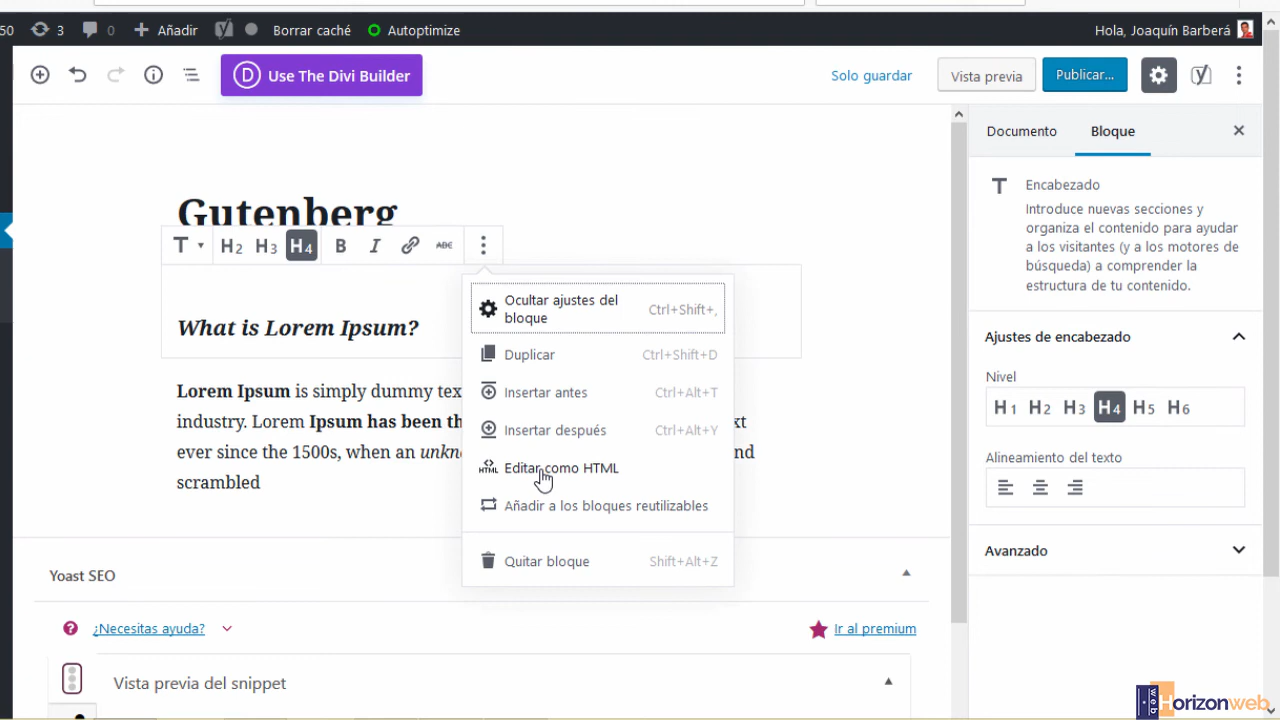 50 3 0 Añadir Borrar caché Autoptimize Hola, Joaquín Barberá
D Use The Divi Builder Solo guardar Vista previa Publicar...
Documento Bloque
Gutenberg
H2 H3 H4 B I ABC
What is Lorem Ipsum?
Lorem Ipsum is simply dummy tex
industry. Lorem Ipsum has been th xt
ever since the 1500s, when an unkn nd
scrambled
Ocultar ajustes del
bloque Ctrl+Shift+,
Duplicar Ctrl+Shift+D
Insertar antes Ctrl+Alt+T
Insertar después Ctrl+Alt+Y
HTML Editar como HTML
Añadir a los bloques reutilizables
Quitar bloque Shift+Alt+Z
Encabezado
Introduce nuevas secciones y
organiza el contenido para ayudar
a los visitantes (y a los motores de
búsqueda) a comprender la
estructura de tu contenido.
Ajustes de encabezado
Nivel
H1 H2 H3 H4 H5 H6
Alineamiento del texto
Avanzado
Yoast SEO
¿Necesitas ayuda? Ir al premium
Vista previa del snippet
web Horizonweb